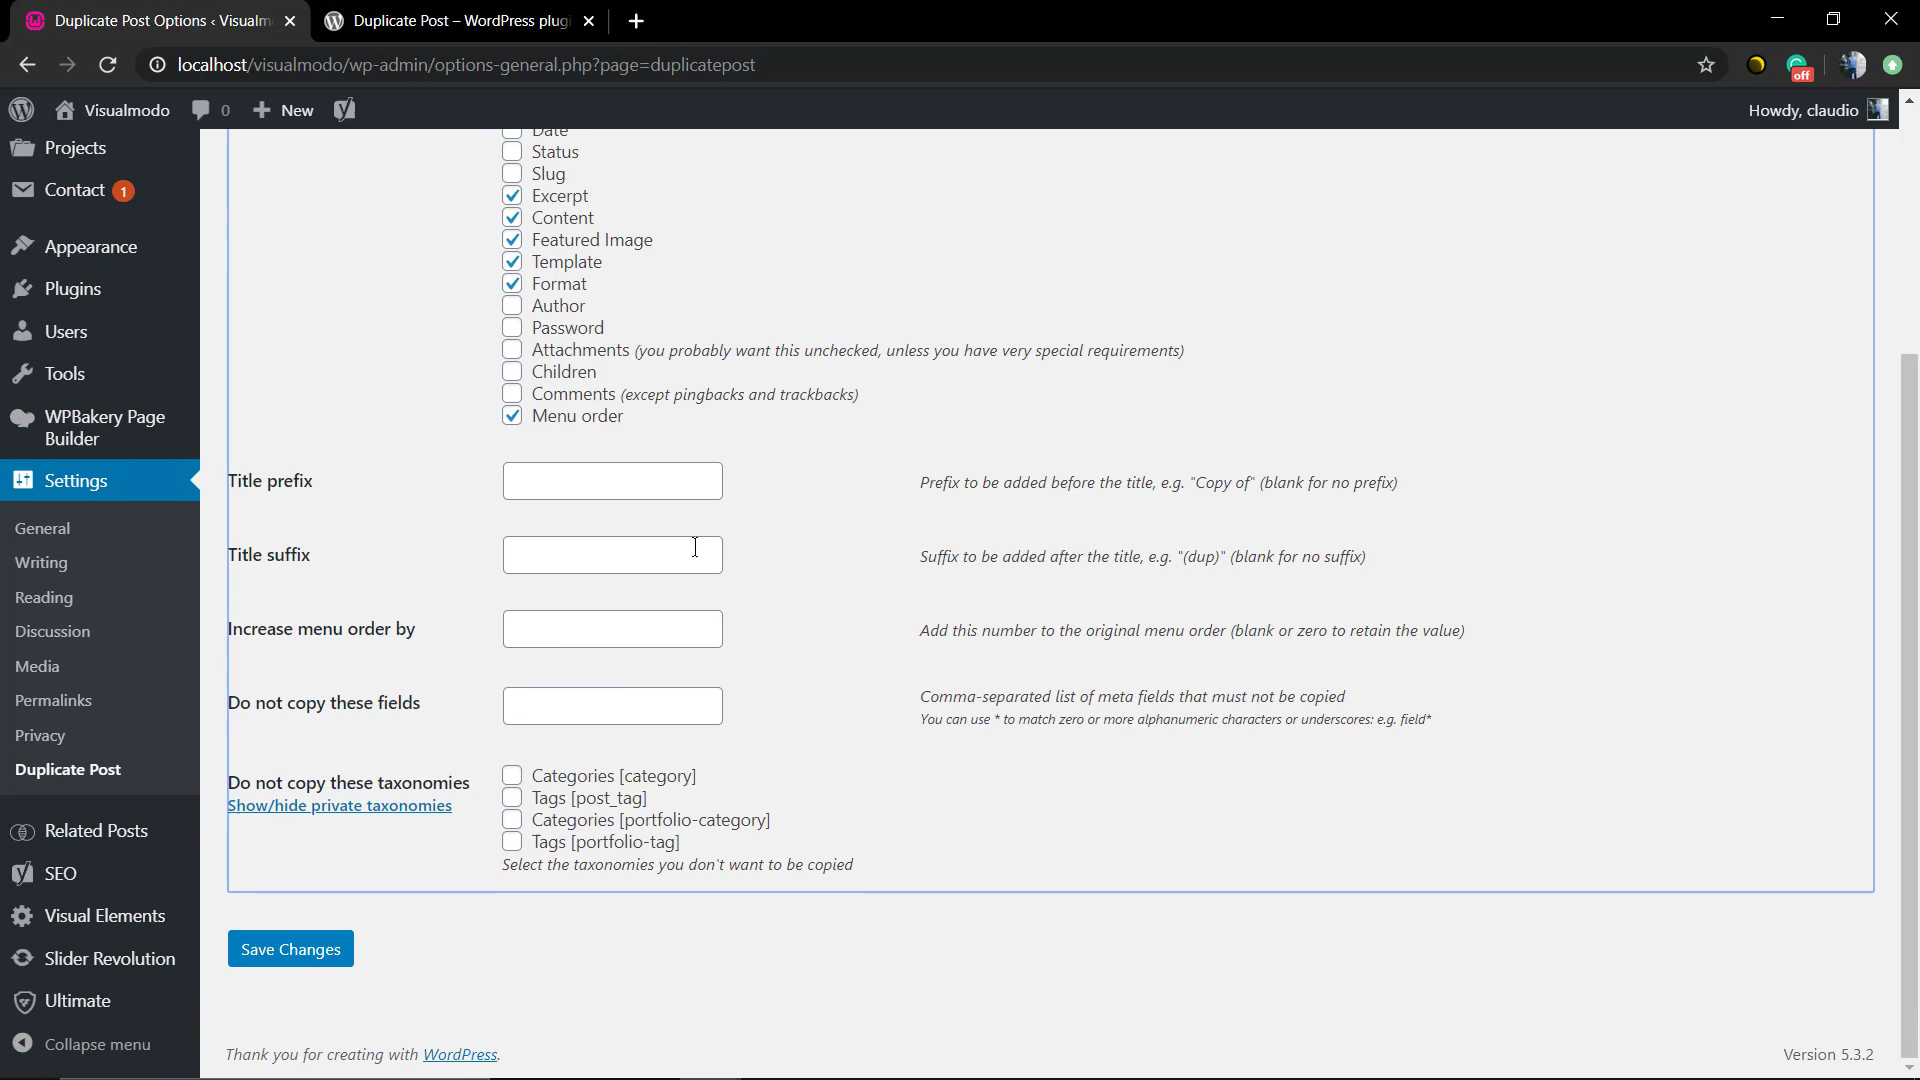 Duplicate Post Options ‹ Visualm
Duplicate Post – WordPress plugi
localhost/visualmodo/wp-admin/options-general.php?page=duplicatepost
off
Visualmodo
0
New
Howdy, claudio
Projects
Contact 1
Appearance
Plugins
Users
Tools
WPBakery Page
Builder
Settings
General
Writing
Reading
Discussion
Media
Permalinks
Privacy
Duplicate Post
Related Posts
SEO
Visual Elements
Slider Revolution
Ultimate
Collapse menu
Date
Status
Slug
Excerpt
Content
Featured Image
Template
Format
Author
Password
Attachments (you probably want this unchecked, unless you have very special requirements)
Children
Comments (except pingbacks and trackbacks)
Menu order
Title prefix
Prefix to be added before the title, e.g. "Copy of" (blank for no prefix)
Title suffix
Suffix to be added after the title, e.g. "(dup)" (blank for no suffix)
Increase menu order by
Add this number to the original menu order (blank or zero to retain the value)
Do not copy these fields
Comma-separated list of meta fields that must not be copied
You can use * to match zero or more alphanumeric characters or underscores: e.g. field*
Do not copy these taxonomies
Show/hide private taxonomies
Categories [category]
Tags [post_tag]
Categories [portfolio-category]
Tags [portfolio-tag]
Select the taxonomies you don't want to be copied
Save Changes
Thank you for creating with WordPress.
Version 5.3.2